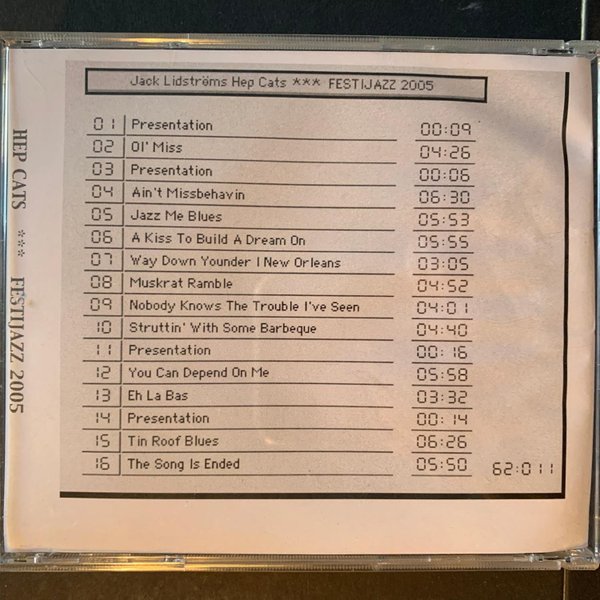 Jack Lidströms Hep Cats *** FESTIJAZZ 2005
01 Presentation 00:09
02 Ol' Miss 04:26
03 Presentation 00:06
04 Ain't Missbehavin 06:30
05 Jazz Me Blues 05:53
06 A Kiss To Build A Dream On 05:55
07 Way Down Younder I New Orleans 03:05
08 Muskrat Ramble 04:52
09 Nobody Knows The Trouble I've Seen 04:01
10 Struttin' With Some Barbeque 04:40
11 Presentation 00:16
12 You Can Depend On Me 05:58
13 Eh La Bas 03:32
14 Presentation 00:14
15 Tin Roof Blues 06:26
16 The Song Is Ended 05:50 62:011
HEP CATS *** FESTIJAZZ 2005